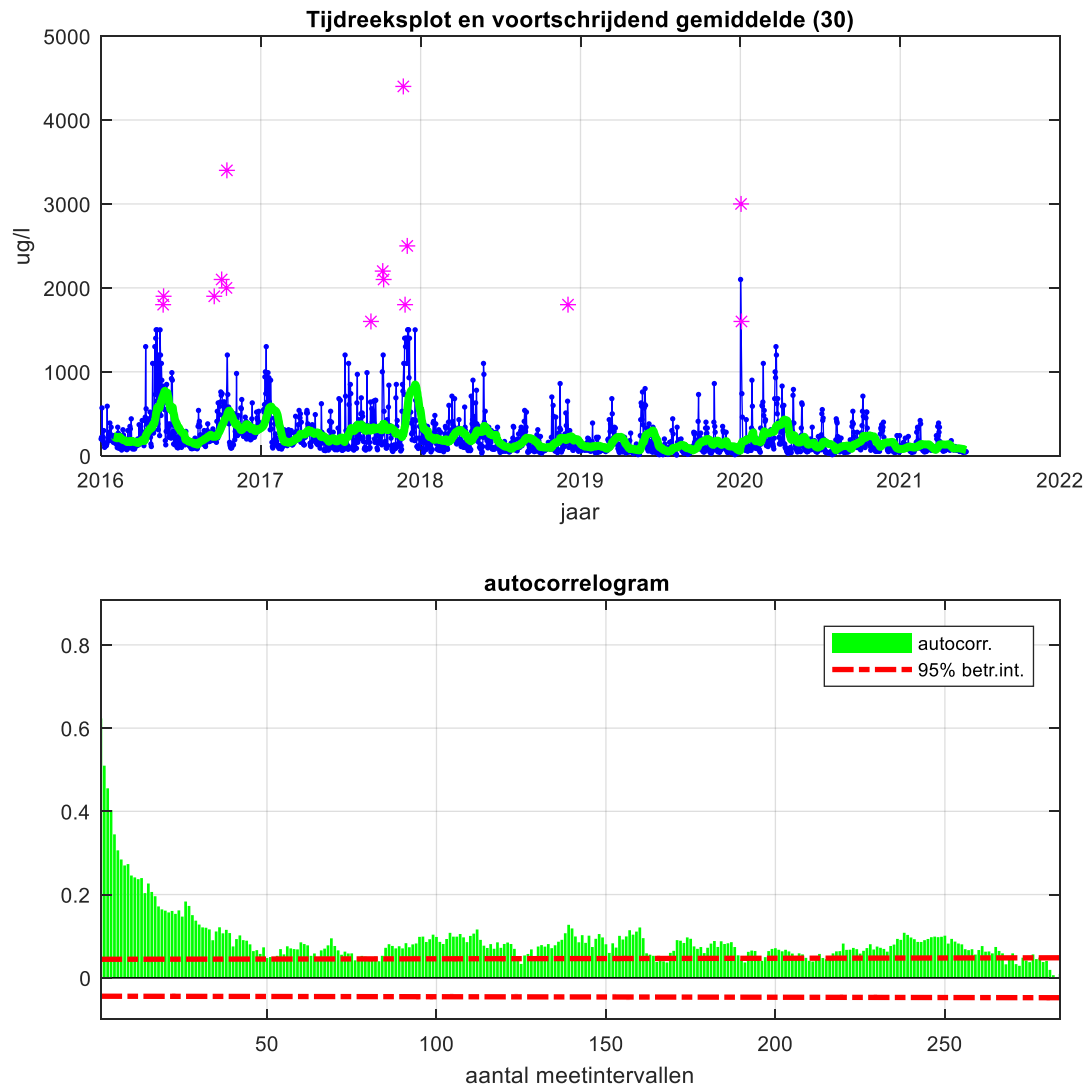 Tijdreeksplot en voortschrijdend gemiddelde (30)
5000
4000
3000
2000
1000
0
ug/l
2016 2017 2018 2019 2020 2021 2022
jaar
autocorrelogram
0.8
0.6
0.4
0.2
0
autocorr.
95% betr.int.
50 100 150 200 250
aantal meetintervallen